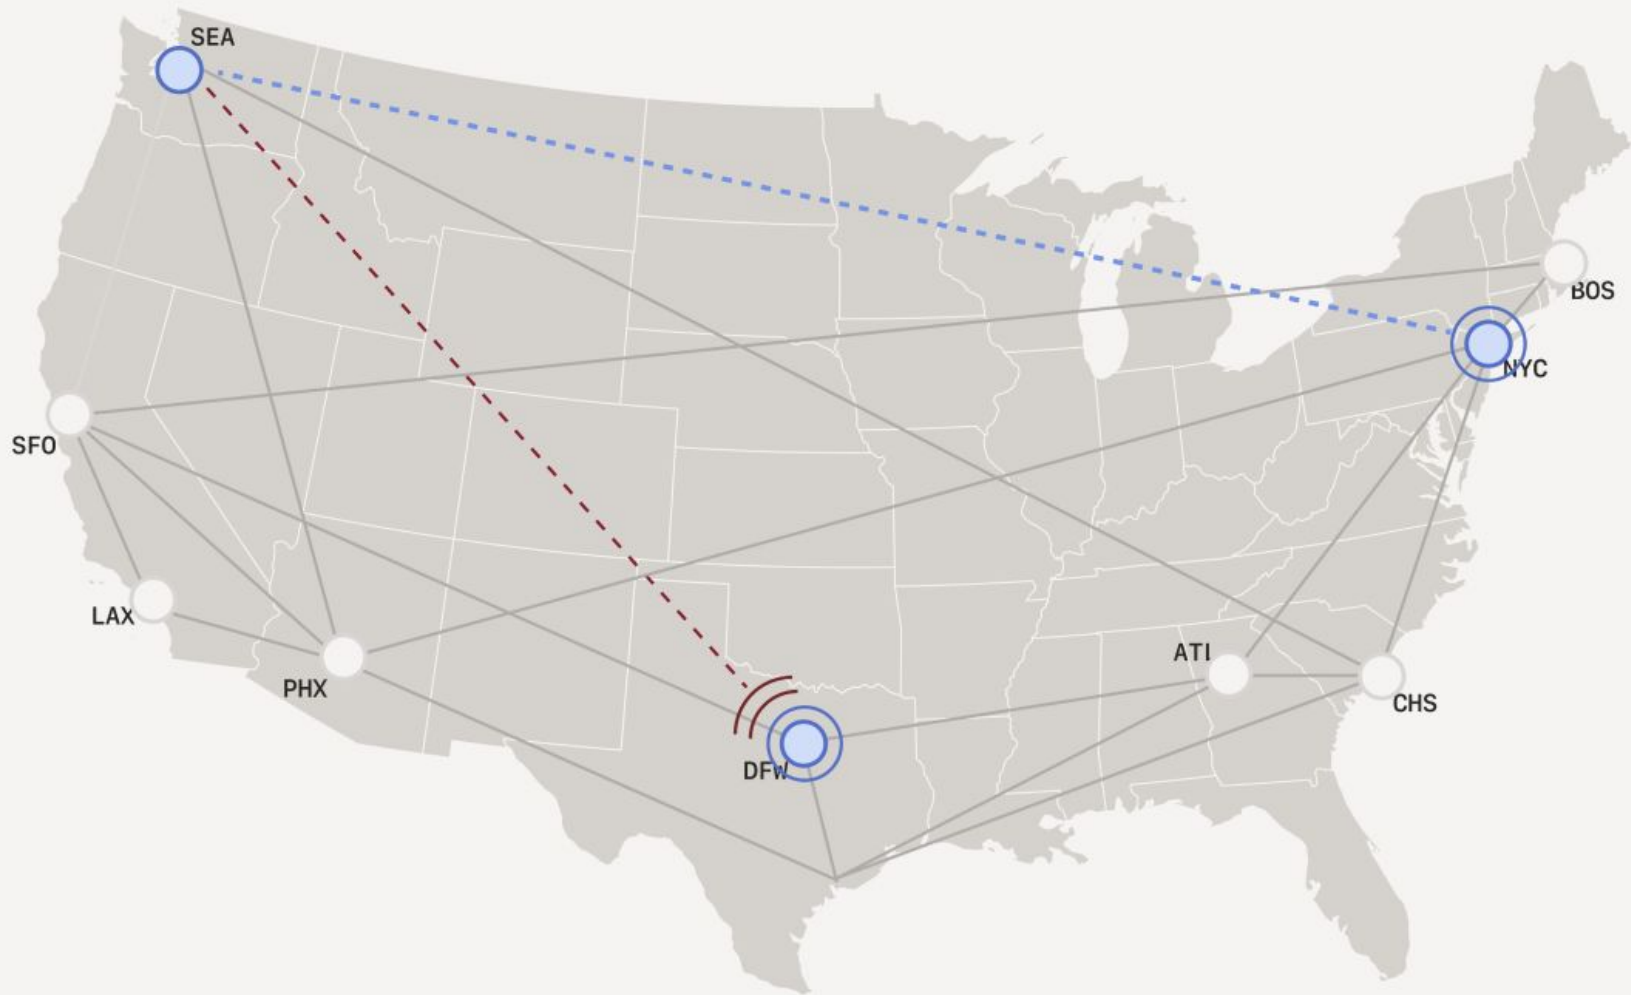 SEA
BOS
NYC
SFO
LAX
ATL
PHX
CHS
DFW